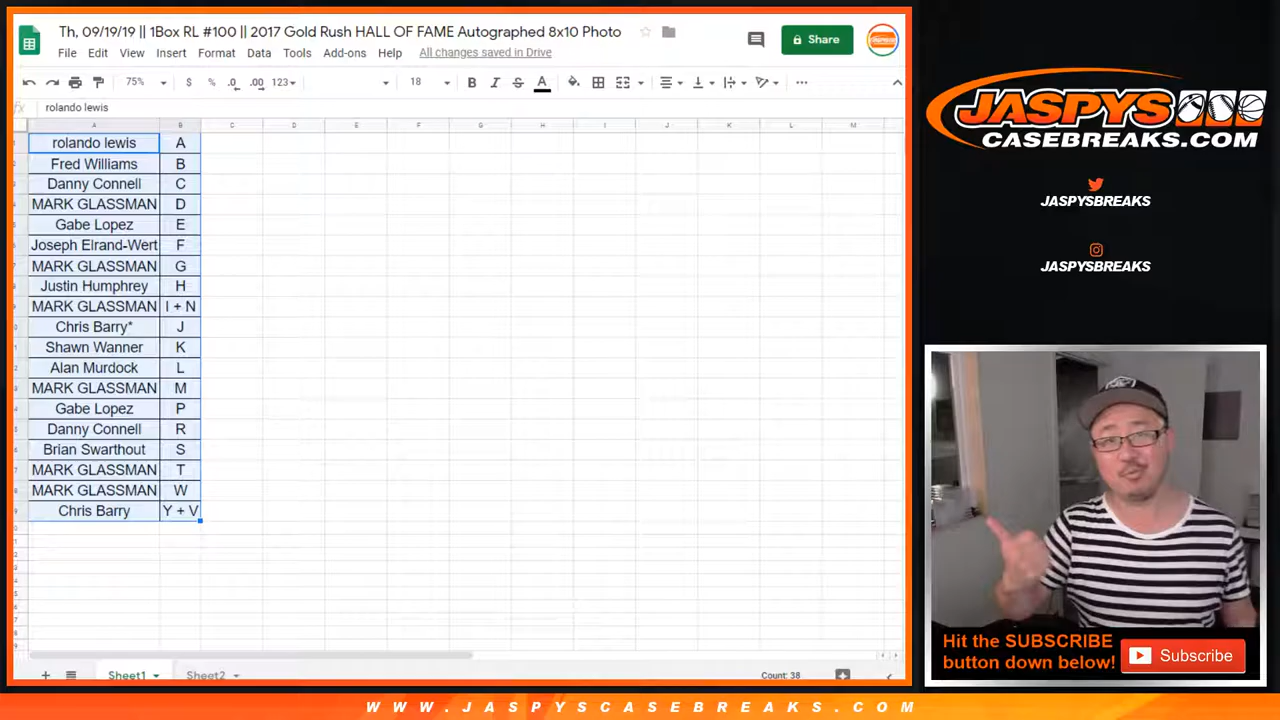 Th, 09/19/19 || 1Box RL #100 || 2017 Gold Rush HALL OF FAME Autographed 8x10 Photo
File Edit View Insert Format Data Tools Add-ons Help All changes saved in Drive
Share
75% $ % .0 .00 123 18 B I S A
fx rolando lewis
A B C D E F G H I J K L M
rolando lewis A
Fred Williams B
Danny Connell C
MARK GLASSMAN D
Gabe Lopez E
Joseph Elrand-Wert F
MARK GLASSMAN G
Justin Humphrey H
MARK GLASSMAN I + N
Chris Barry* J
Shawn Wanner K
Alan Murdock L
MARK GLASSMAN M
Gabe Lopez P
Danny Connell R
Brian Swarthout S
MARK GLASSMAN T
MARK GLASSMAN W
Chris Barry Y + V
Sheet1 Sheet2 Count: 38
JASPYS
CASEBREAKS.COM
JASPYSBREAKS
JASPYSBREAKS
Hit the SUBSCRIBE
button down below!
Subscribe
WWW.JASPYSCASEBREAKS.COM